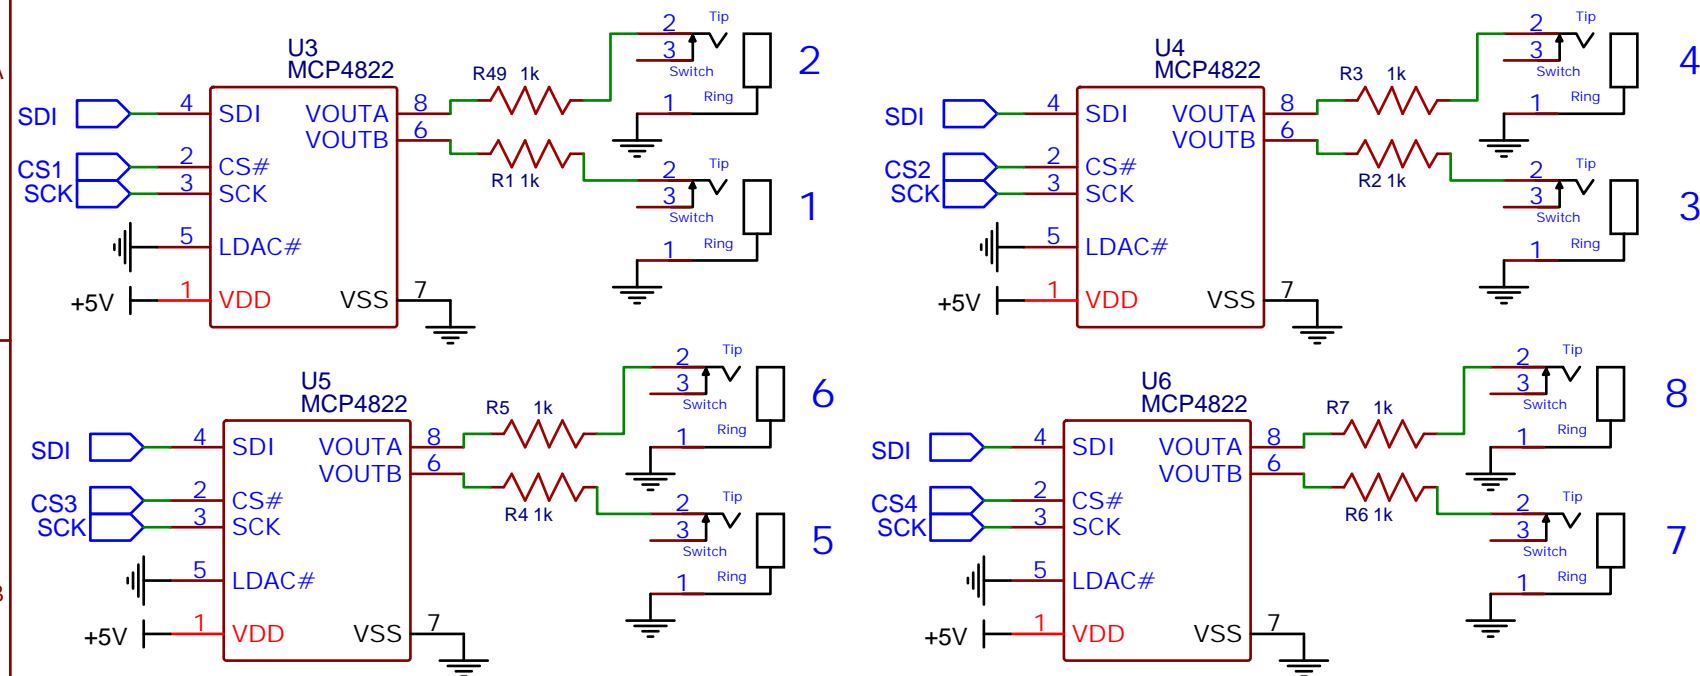 U3
MCP4822
SDI
CS1
SCK
+5V
4 SDI
2 CS#
3 SCK
5 LDAC#
1 VDD
VOUTA 8
VOUTB 6
VSS 7
R49 1k
R1 1k
2 Tip
3 Switch
1 Ring
2
2 Tip
3 Switch
1 Ring
1
U4
MCP4822
SDI
CS2
SCK
+5V
4 SDI
2 CS#
3 SCK
5 LDAC#
1 VDD
VOUTA 8
VOUTB 6
VSS 7
R3 1k
R2 1k
2 Tip
3 Switch
1 Ring
4
2 Tip
3 Switch
1 Ring
3
U5
MCP4822
SDI
CS3
SCK
+5V
4 SDI
2 CS#
3 SCK
5 LDAC#
1 VDD
VOUTA 8
VOUTB 6
VSS 7
R5 1k
R4 1k
2 Tip
3 Switch
1 Ring
6
2 Tip
3 Switch
1 Ring
5
U6
MCP4822
SDI
CS4
SCK
+5V
4 SDI
2 CS#
3 SCK
5 LDAC#
1 VDD
VOUTA 8
VOUTB 6
VSS 7
R7 1k
R6 1k
2 Tip
3 Switch
1 Ring
8
2 Tip
3 Switch
1 Ring
7